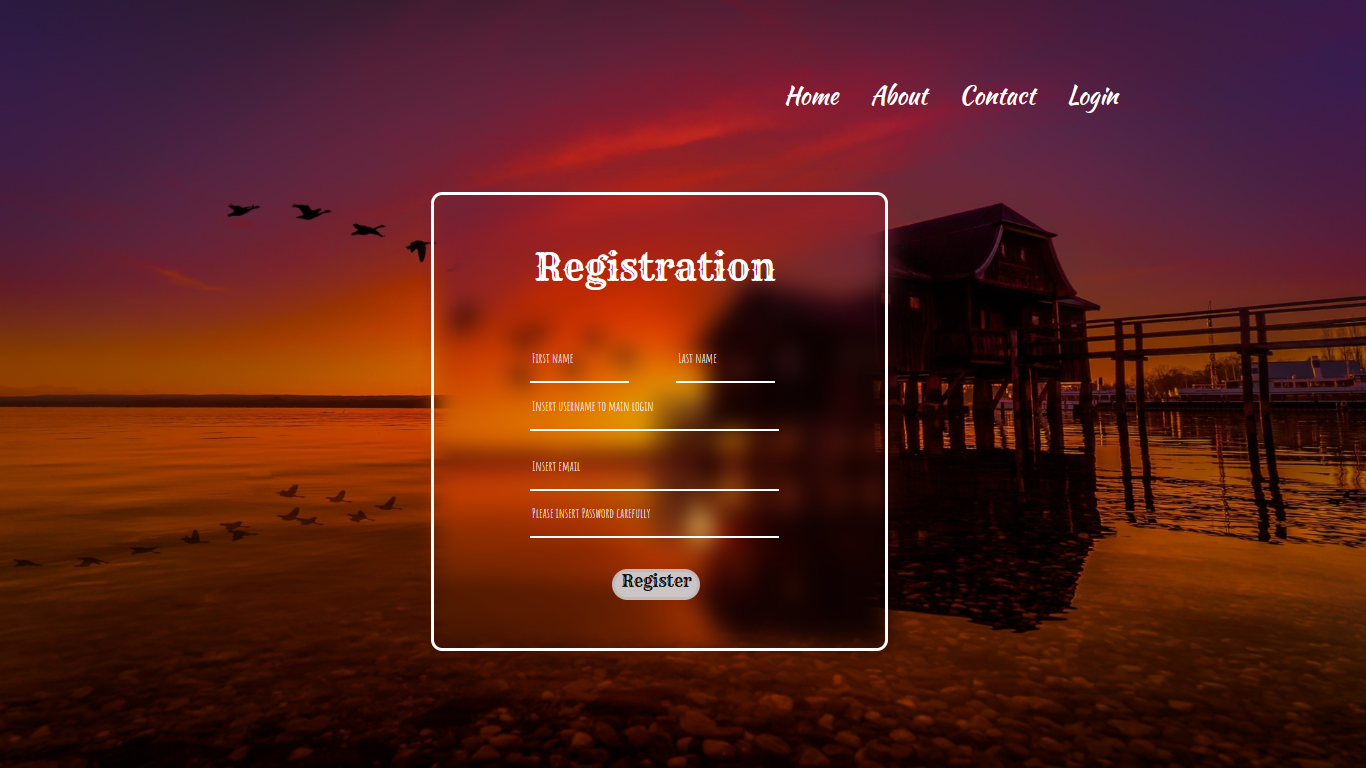 Home About Contact Login
Registration
First name Last name
Insert username to main login
Insert email
Please insert Password carefully
Register